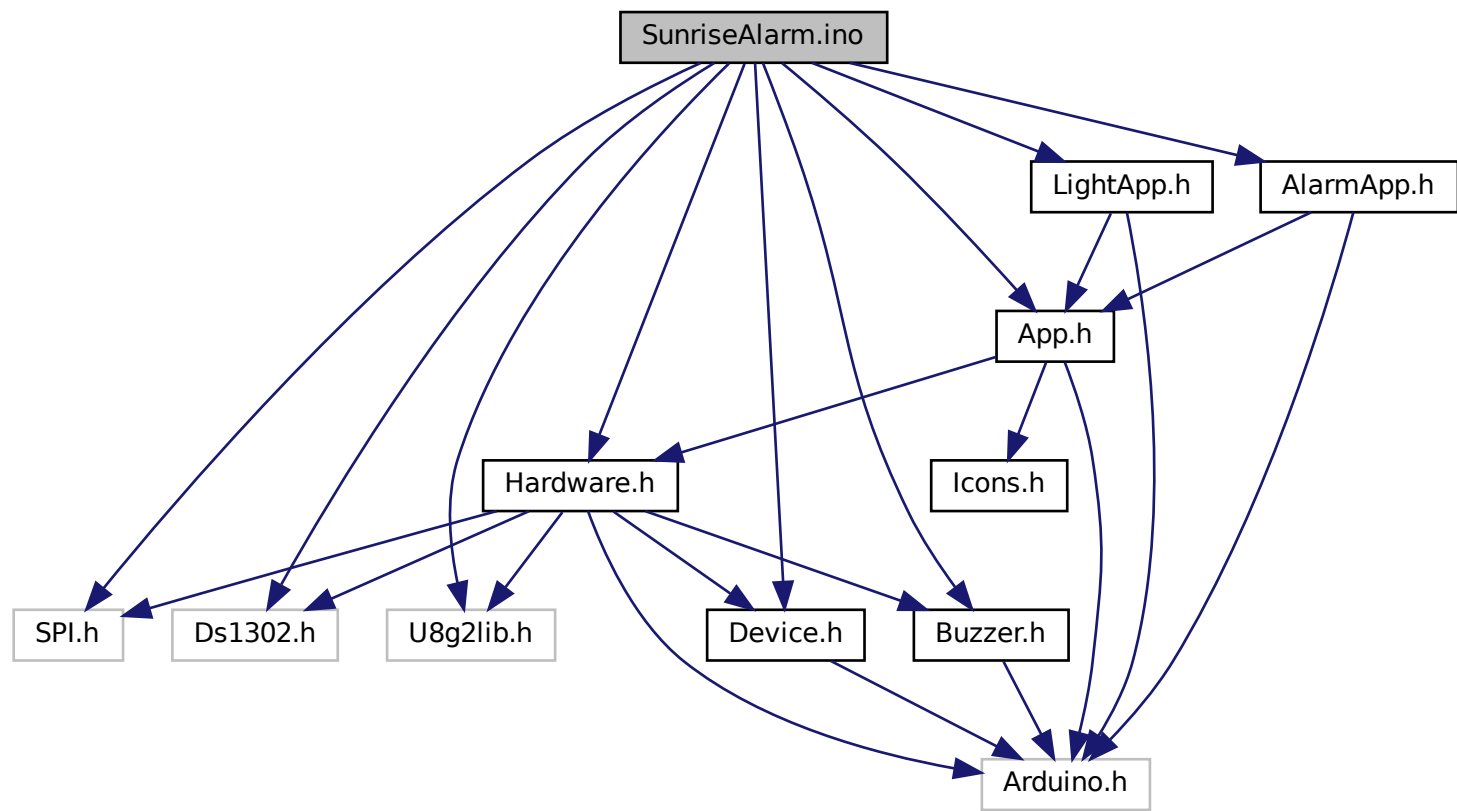 SunriseAlarm.ino
LightApp.h
AlarmApp.h
App.h
Hardware.h
Icons.h
SPI.h
Ds1302.h
U8g2lib.h
Device.h
Buzzer.h
Arduino.h